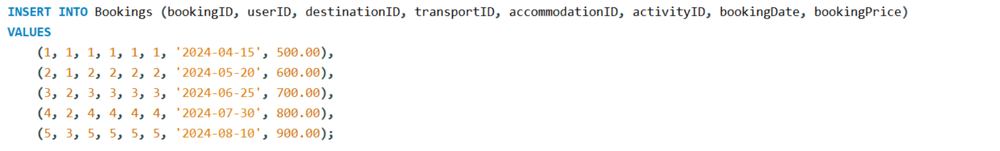 INSERT INTO Bookings (bookingID, userID, destinationID, transportID, accommodationID, activityID, bookingDate, bookingPrice)
VALUES
(1, 1, 1, 1, 1, 1, '2024-04-15', 500.00),
(2, 1, 2, 2, 2, 2, '2024-05-20', 600.00),
(3, 2, 3, 3, 3, 3, '2024-06-25', 700.00),
(4, 2, 4, 4, 4, 4, '2024-07-30', 800.00),
(5, 3, 5, 5, 5, 5, '2024-08-10', 900.00);